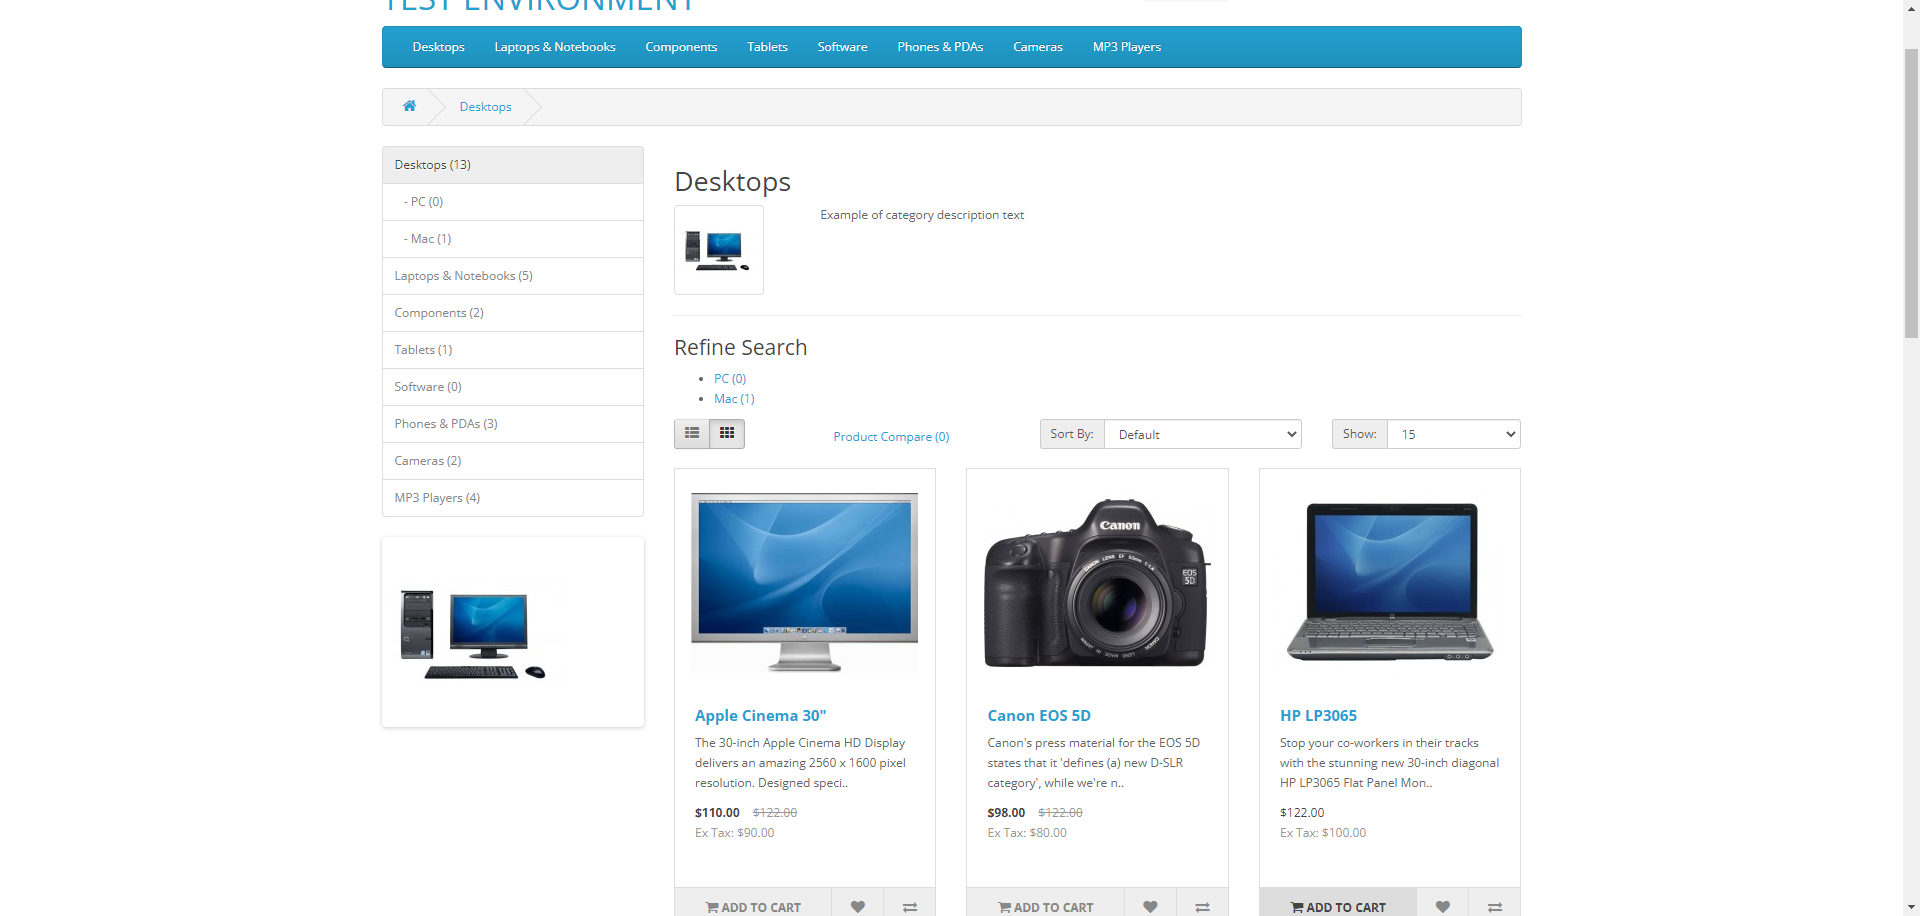 TEST ENVIRONMENT
Desktops Laptops & Notebooks Components Tablets Software Phones & PDAs Cameras MP3 Players
Desktops
Desktops (13)
- PC (0)
- Mac (1)
Laptops & Notebooks (5)
Components (2)
Tablets (1)
Software (0)
Phones & PDAs (3)
Cameras (2)
MP3 Players (4)
Desktops
Example of category description text
Refine Search
PC (0)
Mac (1)
Product Compare (0)
Sort By: Default
Show: 15
Canon
EOS
5D
Apple Cinema 30"
The 30-inch Apple Cinema HD Display
delivers an amazing 2560 x 1600 pixel
resolution. Designed speci..
$110.00 $122.00
Ex Tax: $90.00
ADD TO CART
Canon EOS 5D
Canon's press material for the EOS 5D
states that it 'defines (a) new D-SLR
category', while we're n..
$98.00 $122.00
Ex Tax: $80.00
ADD TO CART
HP LP3065
Stop your co-workers in their tracks
with the stunning new 30-inch diagonal
HP LP3065 Flat Panel Mon..
$122.00
Ex Tax: $100.00
ADD TO CART